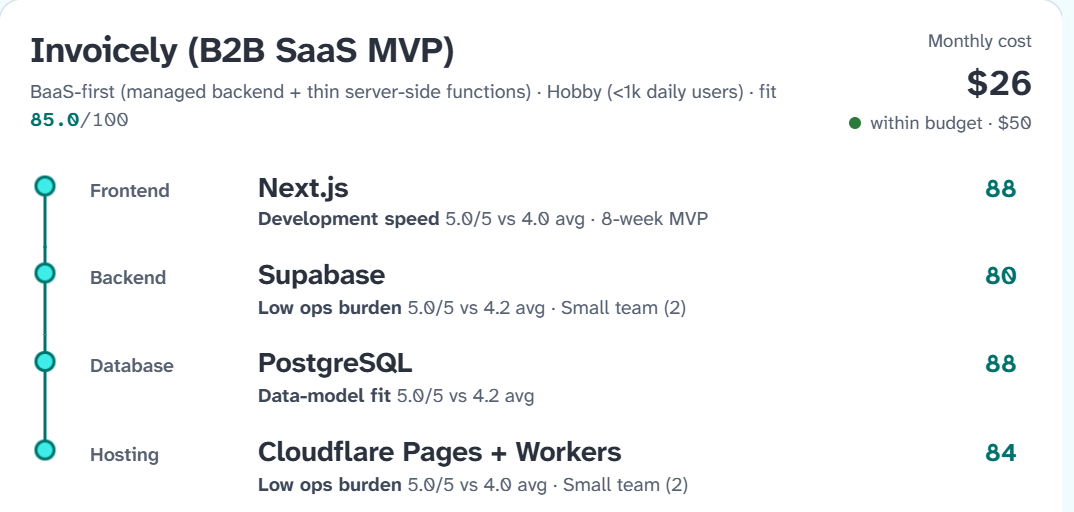 Invoicely (B2B SaaS MVP)
Monthly cost
$26
BaaS-first (managed backend + thin server-side functions) · Hobby (<1k daily users) · fit
85.0/100
within budget · $50
Frontend
Next.js
88
Development speed 5.0/5 vs 4.0 avg · 8-week MVP
Backend
Supabase
80
Low ops burden 5.0/5 vs 4.2 avg · Small team (2)
Database
PostgreSQL
88
Data-model fit 5.0/5 vs 4.2 avg
Hosting
Cloudflare Pages + Workers
84
Low ops burden 5.0/5 vs 4.0 avg · Small team (2)